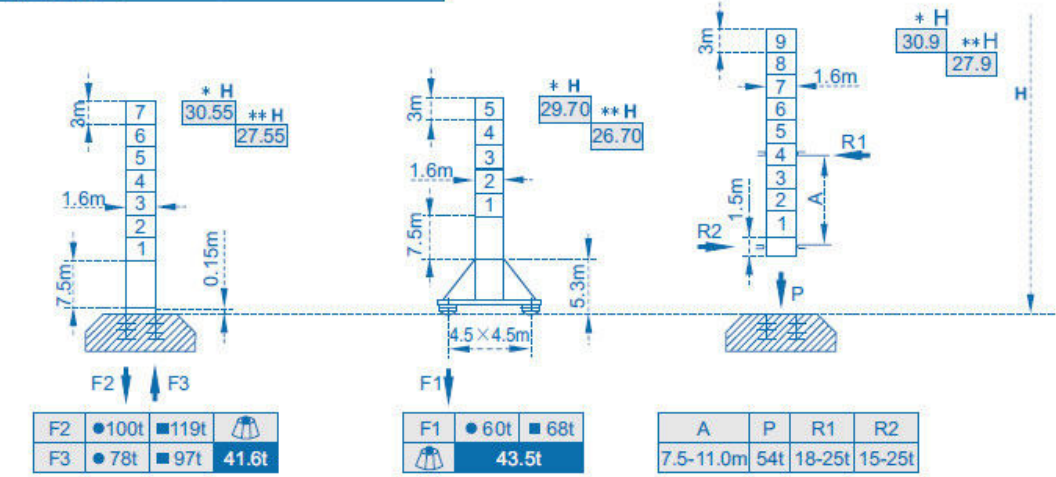 3m
7
6
5
4
3
2
1
* H
30.55
** H
27.55
1.6m
7.5m
0.15m
F2
F3
F2 ●100t ■119t
F3 ●78t ■97t 41.6t
3m
5
4
3
2
1
* H
29.70
** H
26.70
1.6m
7.5m
5.3m
4.5×4.5m
F1
F1 ●60t ■68t
43.5t
3m
9
8
7
6
5
4
3
2
1
* H
30.9
**H
27.9
1.6m
H
R1
1.5m
A
R2
P
A P R1 R2
7.5-11.0m 54t 18-25t 15-25t